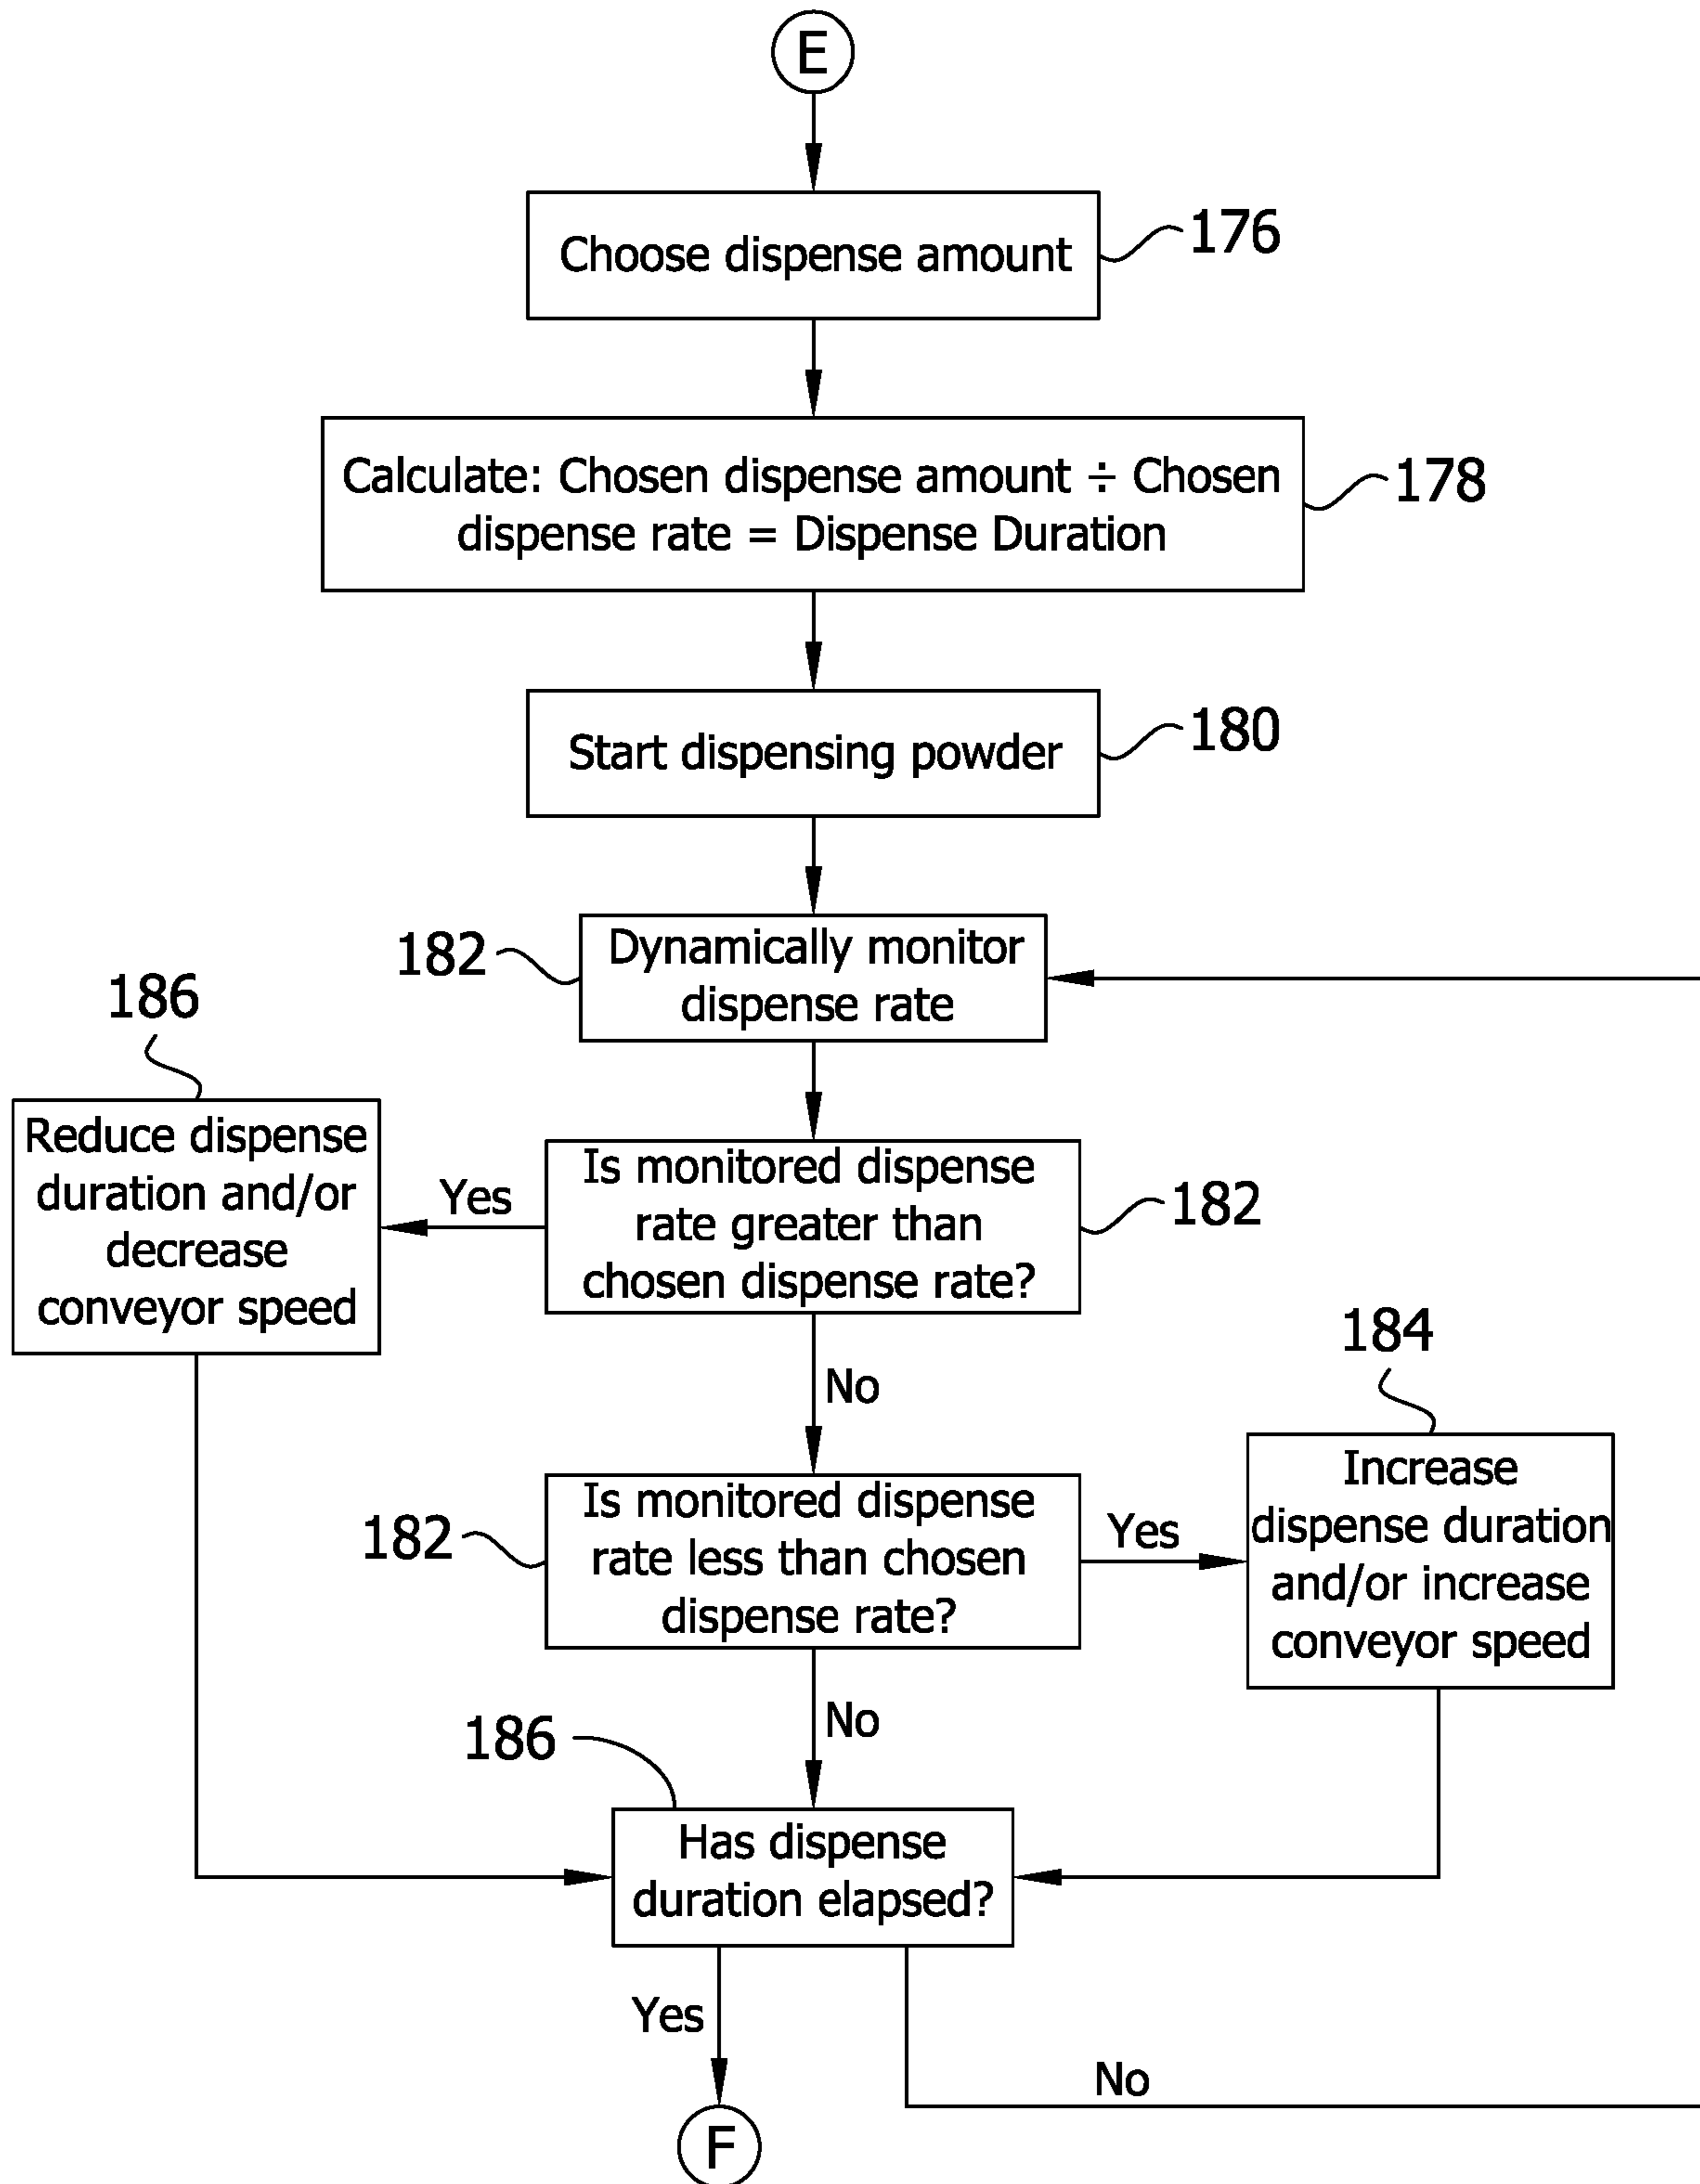 E
Choose dispense amount
176
Calculate: Chosen dispense amount ÷ Chosen
dispense rate = Dispense Duration
178
Start dispensing powder
180
182
Dynamically monitor
dispense rate
186
Reduce dispense
duration and/or
decrease
conveyor speed
Yes
Is monitored dispense
rate greater than
chosen dispense rate?
182
No
184
182
Is monitored dispense
rate less than chosen
dispense rate?
Yes
Increase
dispense duration
and/or increase
conveyor speed
No
186
Has dispense
duration elapsed?
Yes
No
F